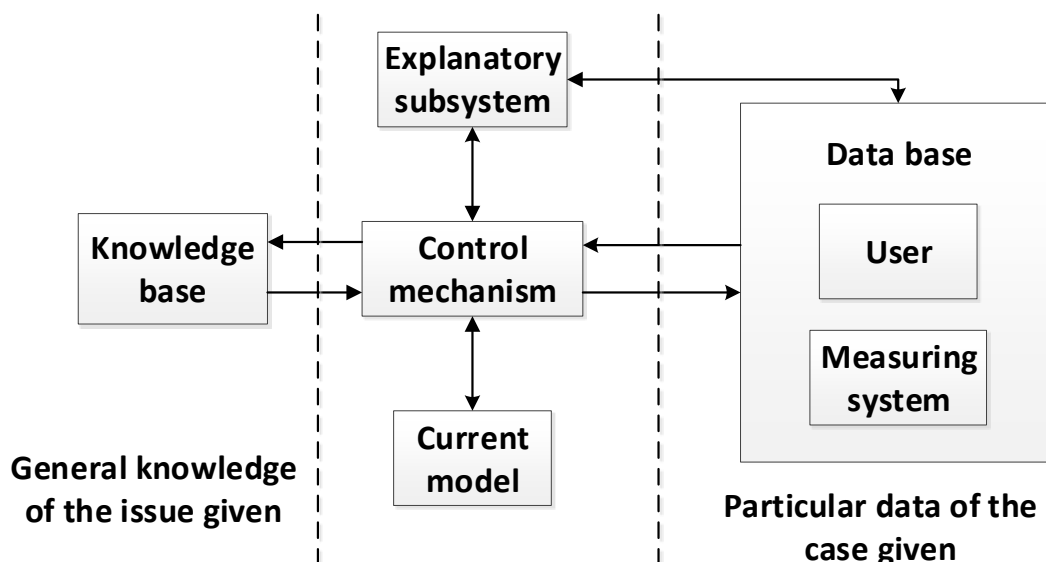 Explanatory
subsystem
Data base
User
Knowledge
base
Control
mechanism
Measuring
system
Current
model
General knowledge
of the issue given
Particular data of the
case given